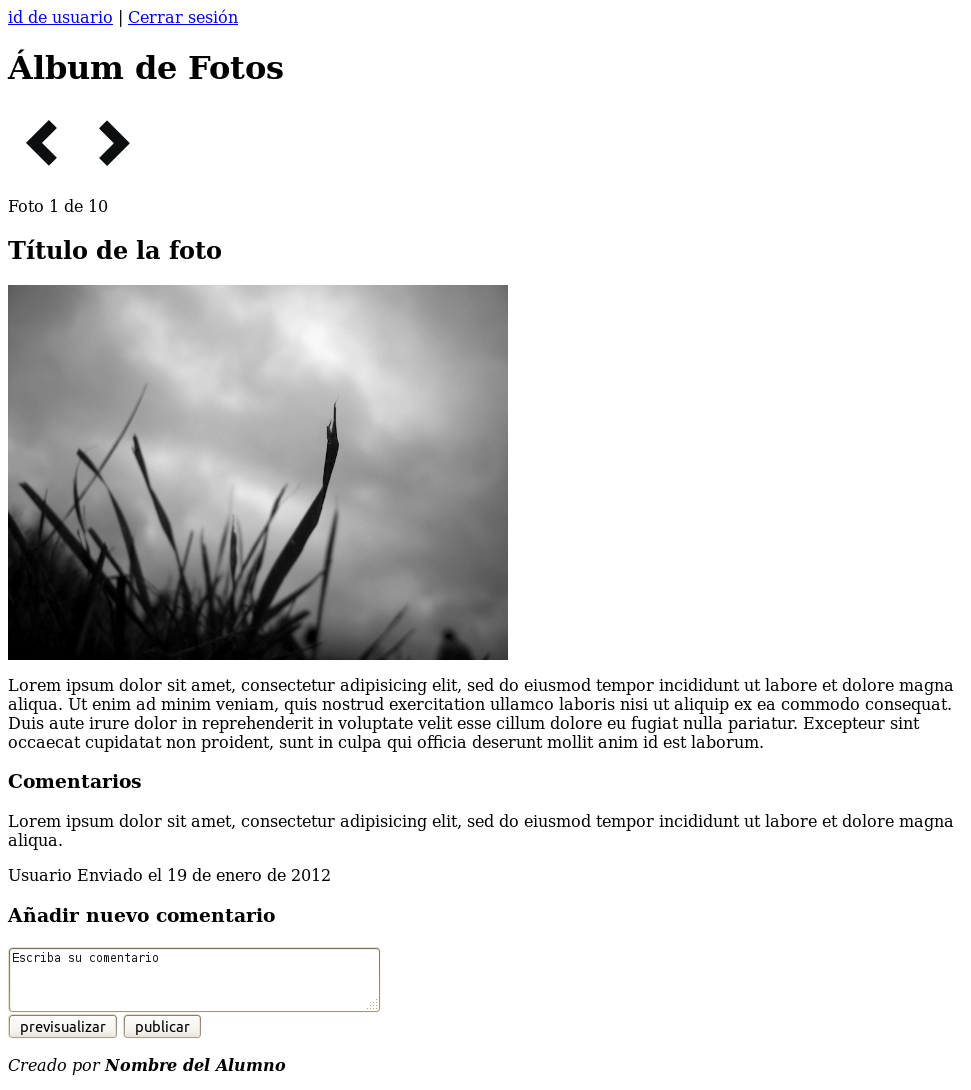 id de usuario | Cerrar sesión
Álbum de Fotos
Foto 1 de 10
Título de la foto
Lorem ipsum dolor sit amet, consectetur adipisicing elit, sed do eiusmod tempor incididunt ut labore et dolore magna
aliqua. Ut enim ad minim veniam, quis nostrud exercitation ullamco laboris nisi ut aliquip ex ea commodo consequat.
Duis aute irure dolor in reprehenderit in voluptate velit esse cillum dolore eu fugiat nulla pariatur. Excepteur sint
occaecat cupidatat non proident, sunt in culpa qui officia deserunt mollit anim id est laborum.
Comentarios
Lorem ipsum dolor sit amet, consectetur adipisicing elit, sed do eiusmod tempor incididunt ut labore et dolore magna
aliqua.
Usuario Enviado el 19 de enero de 2012
Añadir nuevo comentario
Escriba su comentario
previsualizar publicar
Creado por Nombre del Alumno